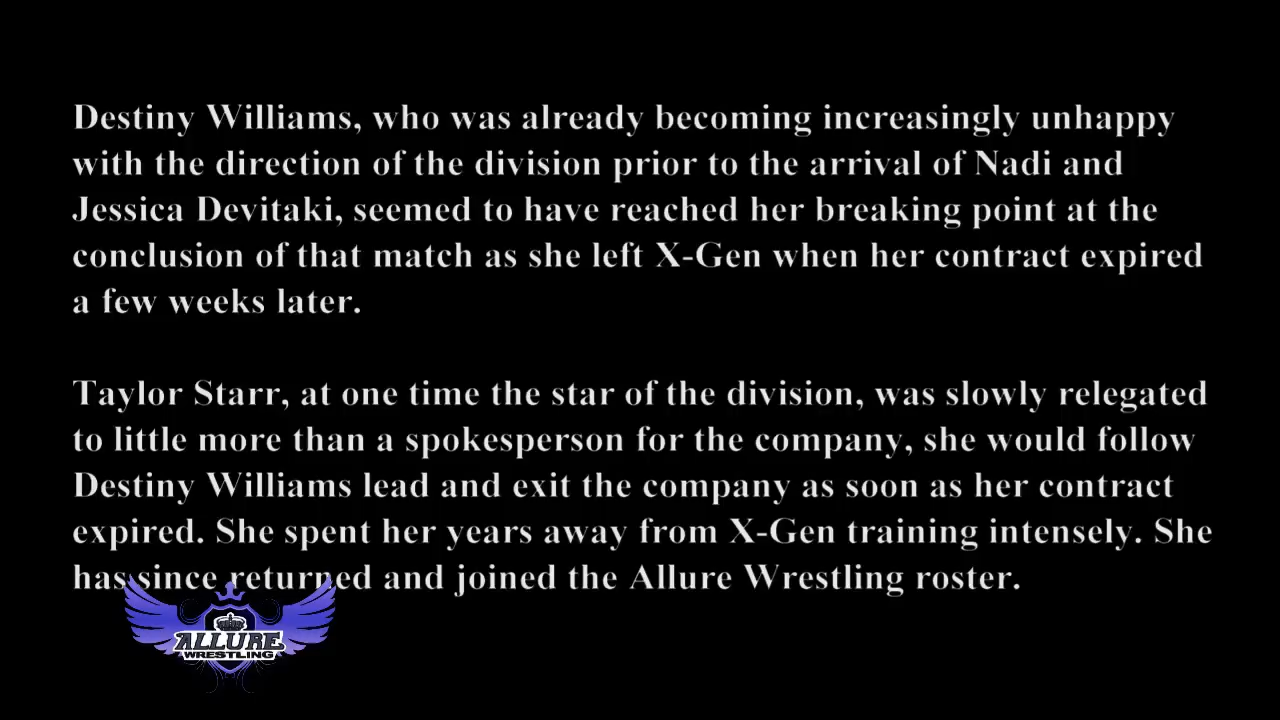 Destiny Williams, who was already becoming increasingly unhappy
with the direction of the division prior to the arrival of Nadi and
Jessica Devitaki, seemed to have reached her breaking point at the
conclusion of that match as she left X-Gen when her contract expired
a few weeks later.
Taylor Starr, at one time the star of the division, was slowly relegated
to little more than a spokesperson for the company, she would follow
Destiny Williams lead and exit the company as soon as her contract
expired. She spent her years away from X-Gen training intensely. She
has since returned and joined the Allure Wrestling roster.
ALLURE
WRESTLING